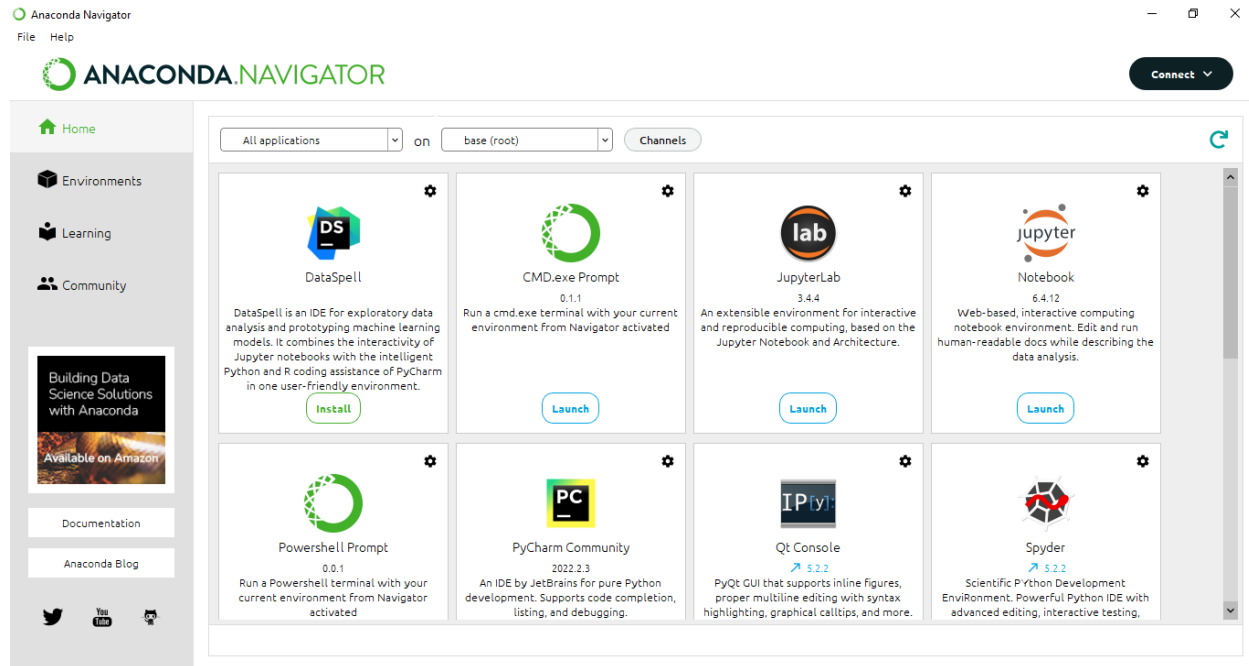 Anaconda Navigator
File Help
ANACONDA.NAVIGATOR
Connect
Home
Environments
Learning
Community
Building Data
Science Solutions
with Anaconda
Available on Amazon
Documentation
Anaconda Blog
You
Tube
All applications on base (root) Channels
DS
DataSpell
DataSpell is an IDE for exploratory data
analysis and prototyping machine learning
models. It combines the interactivity of
Jupyter notebooks with the intelligent
Python and R coding assistance of PyCharm
in one user-friendly environment.
Install
CMD.exe Prompt
0.1.1
Run a cmd.exe terminal with your current
environment from Navigator activated
Launch
lab
JupyterLab
3.4.4
An extensible environment for interactive
and reproducible computing, based on the
Jupyter Notebook and Architecture.
Launch
jupyter
Notebook
6.4.12
Web-based, interactive computing
notebook environment. Edit and run
human-readable docs while describing the
data analysis.
Launch
Powershell Prompt
0.0.1
Run a Powershell terminal with your
current environment from Navigator
activated
PC
PyCharm Community
2022.2.3
An IDE by JetBrains for pure Python
development. Supports code completion,
listing, and debugging.
IP[y]:
Qt Console
5.2.2
PyQt GUI that supports inline figures,
proper multiline editing with syntax
highlighting, graphical calltips, and more.
Spyder
5.2.2
Scientific PYthon Development
EnviRonment. Powerful Python IDE with
advanced editing, interactive testing,